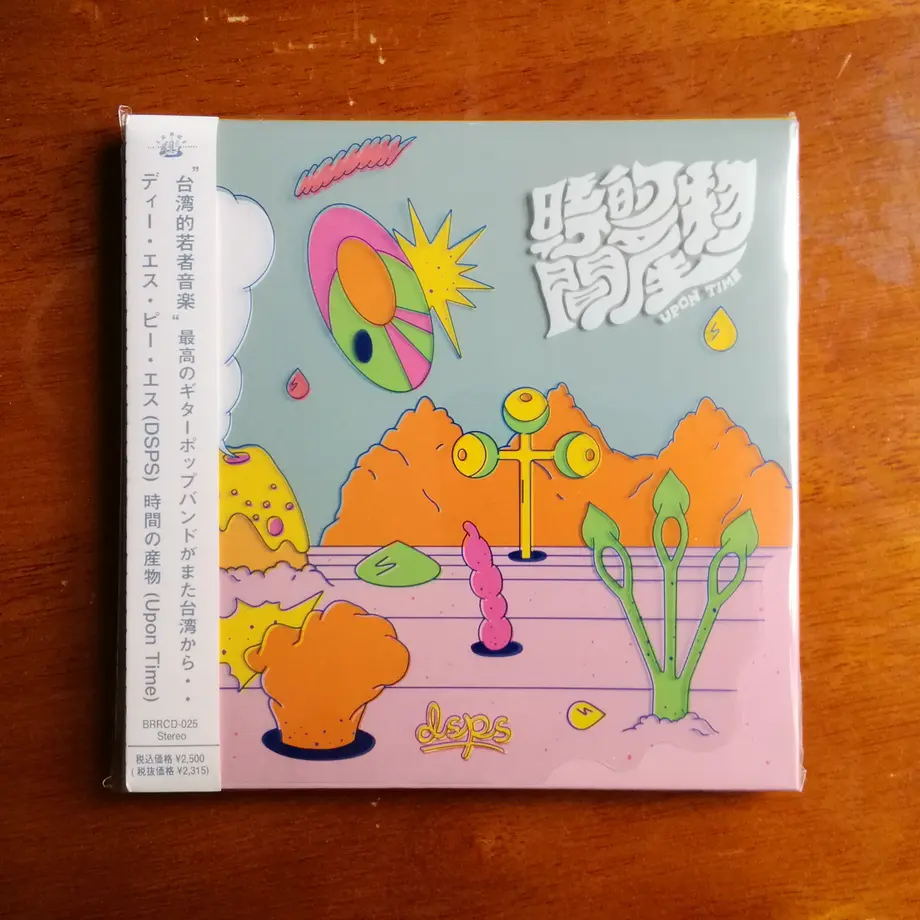 "台湾的若者音楽" 最高のギターポップバンドがまた台湾から・・
ディー・エス・ピー・エス (DSPS) 時間の産物 (Upon Time)
BRRCD-025
Stereo
税込価格 ¥2,500
(税抜価格 ¥2,315)
時間的産物
UPON TIME
dsps